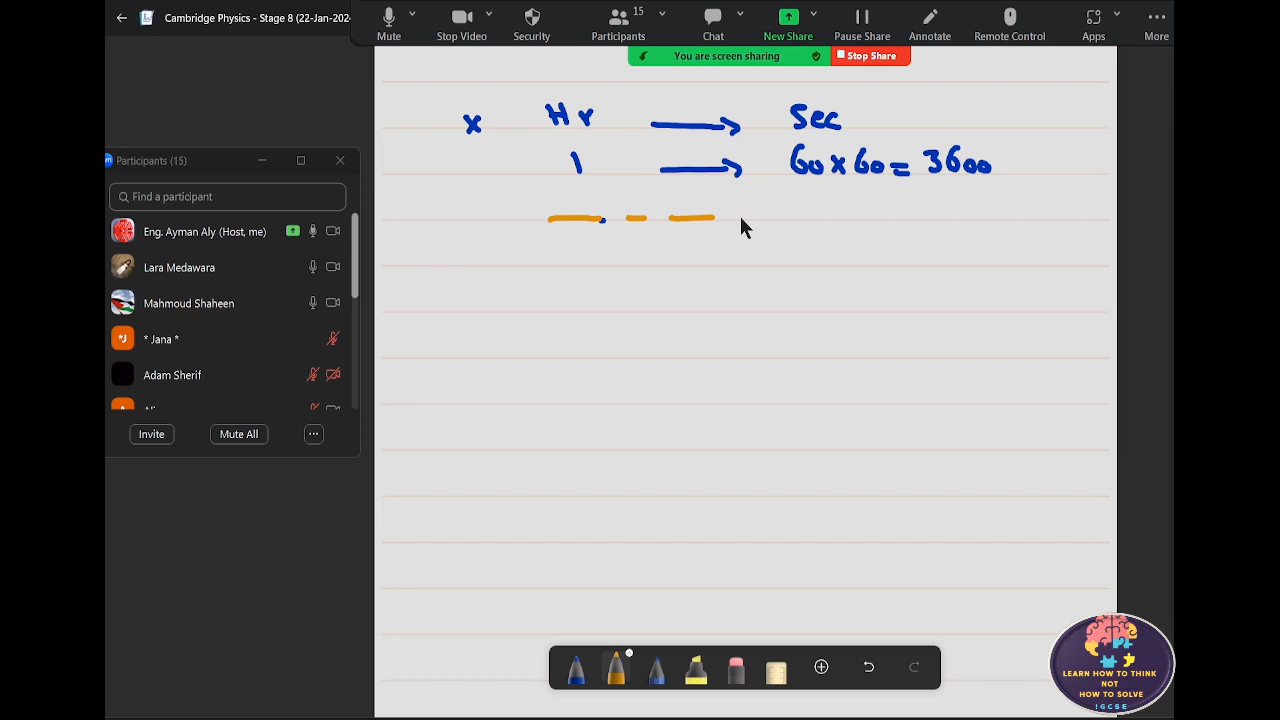 Cambridge Physics - Stage 8 (22-Jan-202
15
Mute
Stop Video
Security
Participants
Chat
New Share
Pause Share
Annotate
Remote Control
Apps
More
You are screen sharing
Stop Share
x Hr → Sec
1 → 60 x 60 = 3600
Participants (15)
Find a participant
Eng. Ayman Aly (Host, me)
Lara Medawara
Mahmoud Shaheen
* Jana *
Adam Sherif
Invite
Mute All
LEARN HOW TO THINK
NOT
HOW TO SOLVE
IGCSE